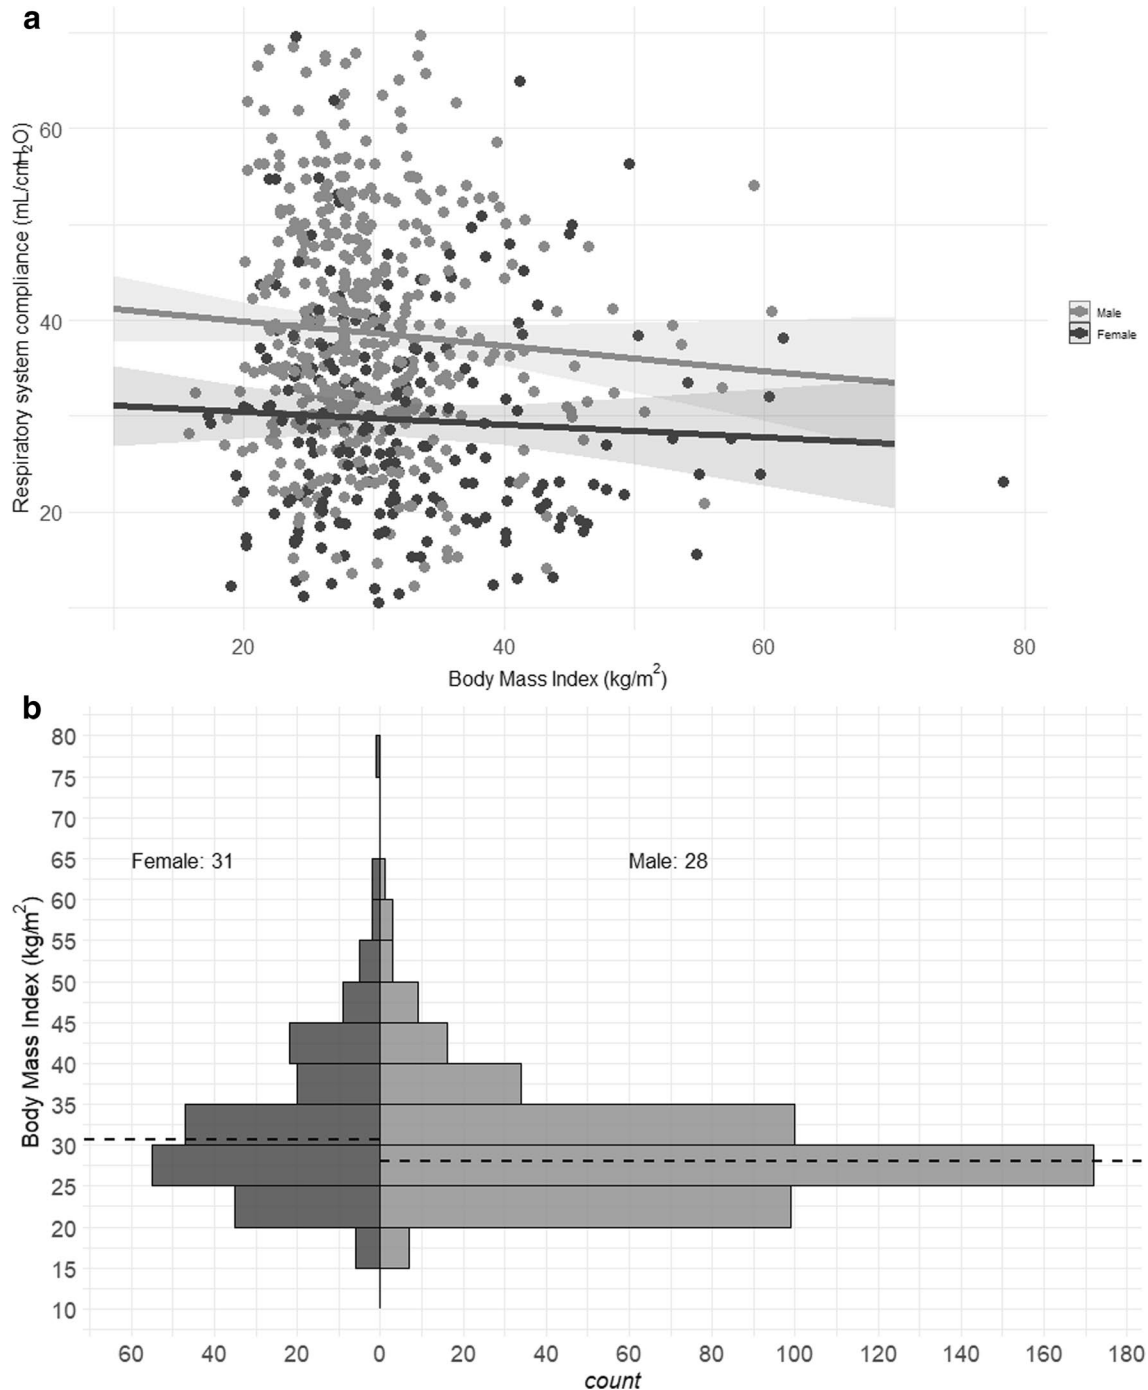 a
60
40
20
Respiratory system compliance (mL/cmH₂O)
20 40 60 80
Body Mass Index (kg/m²)
Male
Female
b
80
75
70
65
60
55
50
45
40
35
30
25
20
15
10
Body Mass Index (kg/m²)
Female: 31
Male: 28
60 40 20 0 20 40 60 80 100 120 140 160 180
count